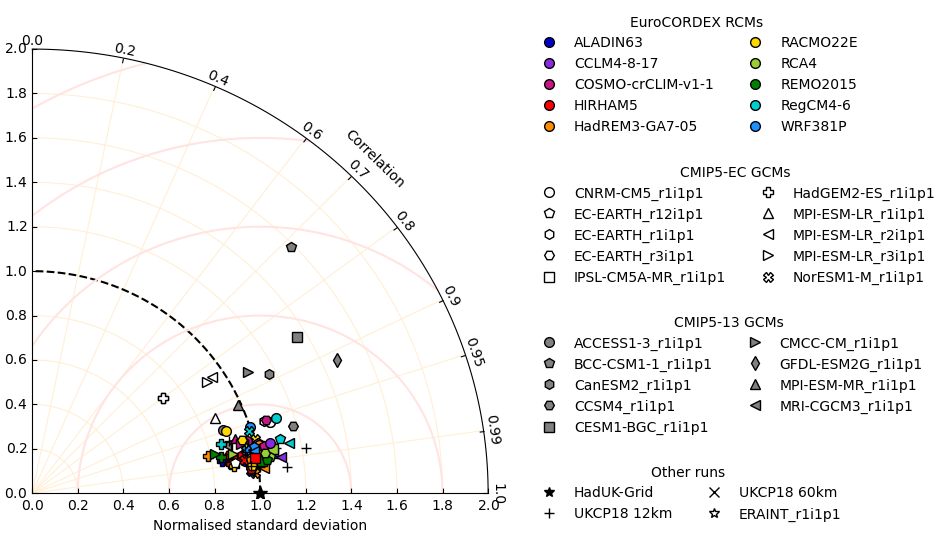 0.0
0.2
0.4
0.6
0.7
0.8
0.9
0.95
0.99
1.0
Correlation
2.0
1.8
1.6
1.4
1.2
1.0
0.8
0.6
0.4
0.2
0.0
0.0 0.2 0.4 0.6 0.8 1.0 1.2 1.4 1.6 1.8 2.0
Normalised standard deviation
EuroCORDEX RCMs
ALADIN63 RACMO22E
CCLM4-8-17 RCA4
COSMO-crCLIM-v1-1 REMO2015
HIRHAM5 RegCM4-6
HadREM3-GA7-05 WRF381P
CMIP5-EC GCMs
CNRM-CM5_r1i1p1 HadGEM2-ES_r1i1p1
EC-EARTH_r12i1p1 MPI-ESM-LR_r1i1p1
EC-EARTH_r1i1p1 MPI-ESM-LR_r2i1p1
EC-EARTH_r3i1p1 MPI-ESM-LR_r3i1p1
IPSL-CM5A-MR_r1i1p1 NorESM1-M_r1i1p1
CMIP5-13 GCMs
ACCESS1-3_r1i1p1 CMCC-CM_r1i1p1
BCC-CSM1-1_r1i1p1 GFDL-ESM2G_r1i1p1
CanESM2_r1i1p1 MPI-ESM-MR_r1i1p1
CCSM4_r1i1p1 MRI-CGCM3_r1i1p1
CESM1-BGC_r1i1p1
Other runs
HadUK-Grid UKCP18 60km
UKCP18 12km ERAINT_r1i1p1